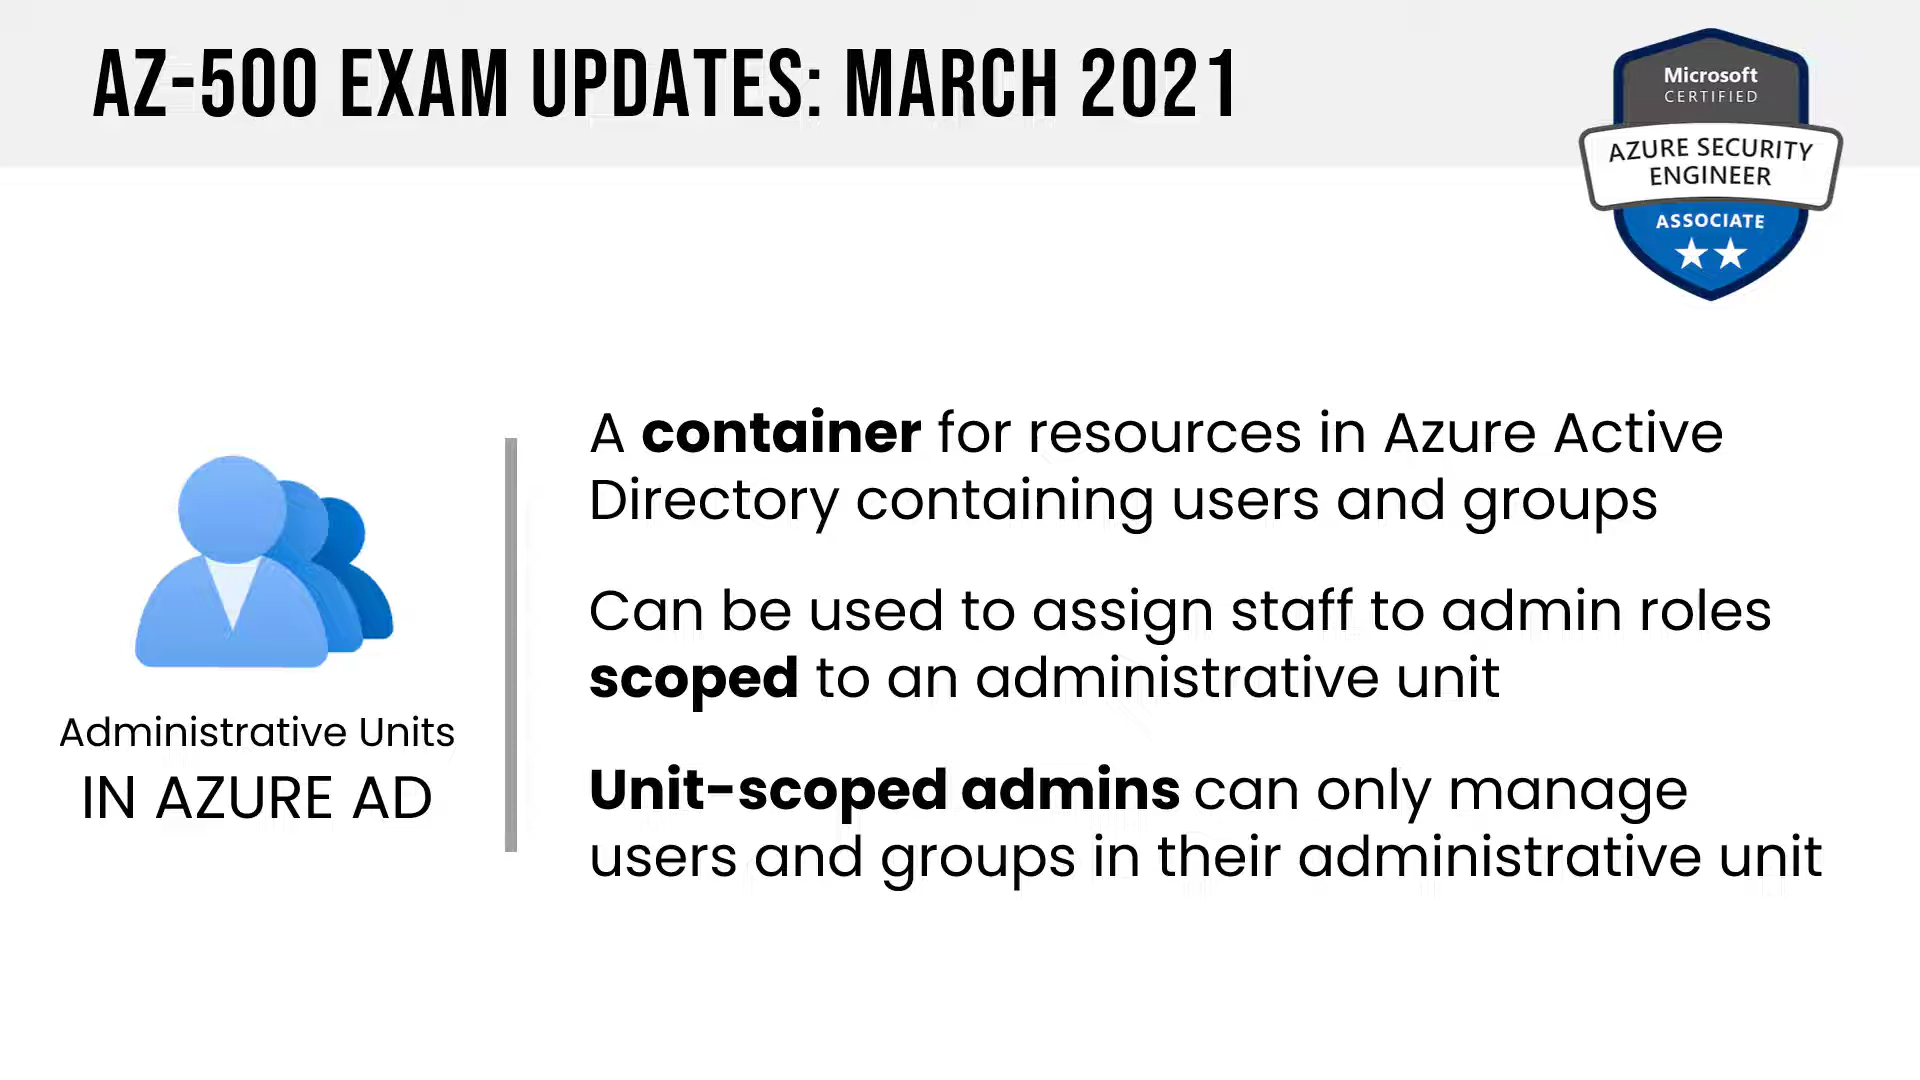 AZ-500 EXAM UPDATES: MARCH 2021
Microsoft
CERTIFIED
AZURE SECURITY
ENGINEER
ASSOCIATE
Administrative Units
IN AZURE AD
A container for resources in Azure Active
Directory containing users and groups
Can be used to assign staff to admin roles
scoped to an administrative unit
Unit-scoped admins can only manage
users and groups in their administrative unit